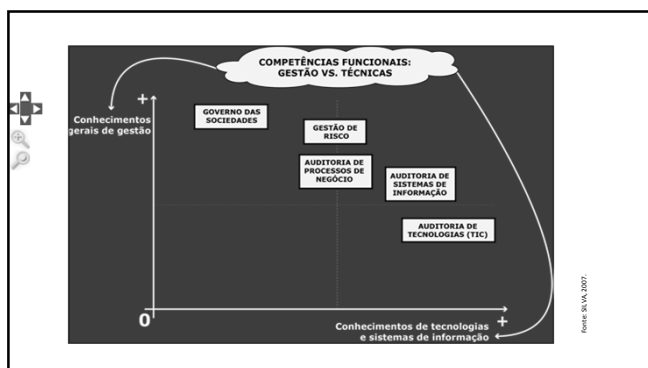 COMPETÊNCIAS FUNCIONAIS:
GESTÃO VS. TÉCNICAS
+
Conhecimentos
gerais de gestão
GOVERNO DAS
SOCIEDADES
GESTÃO DE
RISCO
AUDITORIA DE
PROCESSOS DE
NEGÓCIO
AUDITORIA DE
SISTEMAS DE
INFORMAÇÃO
AUDITORIA DE
TECNOLOGIAS (TIC)
0
+
Conhecimentos de tecnologias
e sistemas de informação
Fonte: SILVA, 2007.